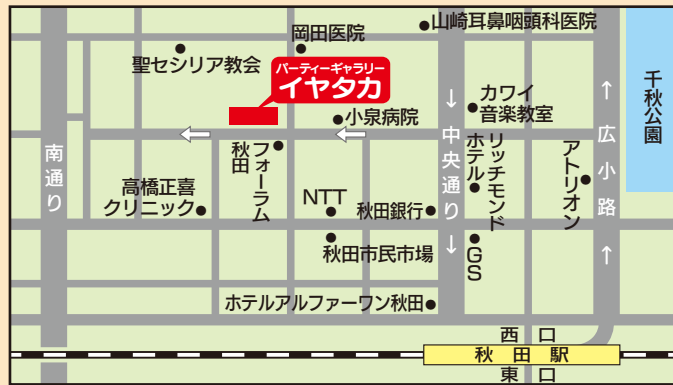 山崎耳鼻咽頭科医院
岡田医院
聖セシリア教会
パーティーギャラリー
イヤタカ
千秋公園
カワイ
音楽教室
小泉病院
↓
中央通り
↓
↑
広小路
↑
南通り
フォーラム
秋田
リッチモンド
ホテル
アトリオン
高橋正喜
クリニック
NTT
秋田銀行
秋田市民市場
GS
ホテルアルファーワン秋田
西口
秋田駅
東口